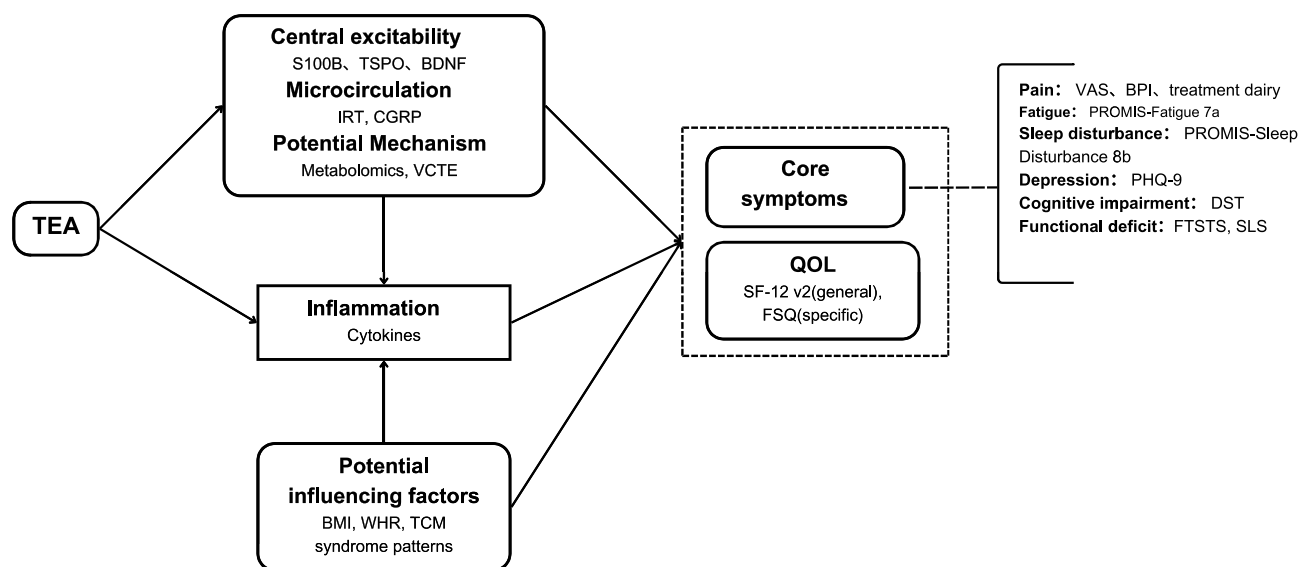 TEA
Central excitability
S100B、TSPO、BDNF
Microcirculation
IRT, CGRP
Potential Mechanism
Metabolomics, VCTE
Inflammation
Cytokines
Potential
influencing factors
BMI, WHR, TCM
syndrome patterns
Core
symptoms
QOL
SF-12 v2(general),
FSQ(specific)
Pain：VAS、BPI、treatment dairy
Fatigue：PROMIS-Fatigue 7a
Sleep disturbance：PROMIS-Sleep
Disturbance 8b
Depression：PHQ-9
Cognitive impairment：DST
Functional deficit：FTSTS, SLS